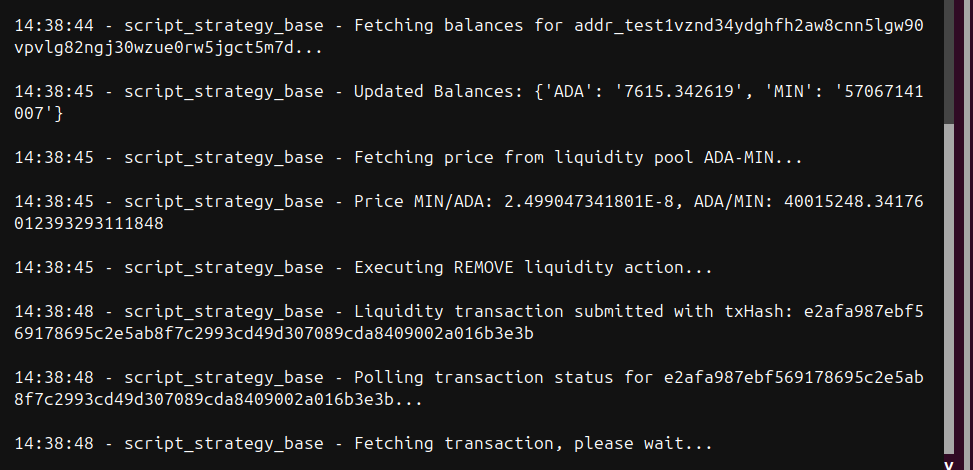 14:38:44 - script_strategy_base - Fetching balances for addr_test1vznd34ydghfh2aw8cnn5lgw90
vpvlg82ngj30wzue0rw5jgct5m7d...
14:38:45 - script_strategy_base - Updated Balances: {'ADA': '7615.342619', 'MIN': '57067141
007'}
14:38:45 - script_strategy_base - Fetching price from liquidity pool ADA-MIN...
14:38:45 - script_strategy_base - Price MIN/ADA: 2.499047341801E-8, ADA/MIN: 40015248.34176
012393293111848
14:38:45 - script_strategy_base - Executing REMOVE liquidity action...
14:38:48 - script_strategy_base - Liquidity transaction submitted with txHash: e2afa987ebf5
69178695c2e5ab8f7c2993cd49d307089cda8409002a016b3e3b
14:38:48 - script_strategy_base - Polling transaction status for e2afa987ebf569178695c2e5ab
8f7c2993cd49d307089cda8409002a016b3e3b...
14:38:48 - script_strategy_base - Fetching transaction, please wait...
v